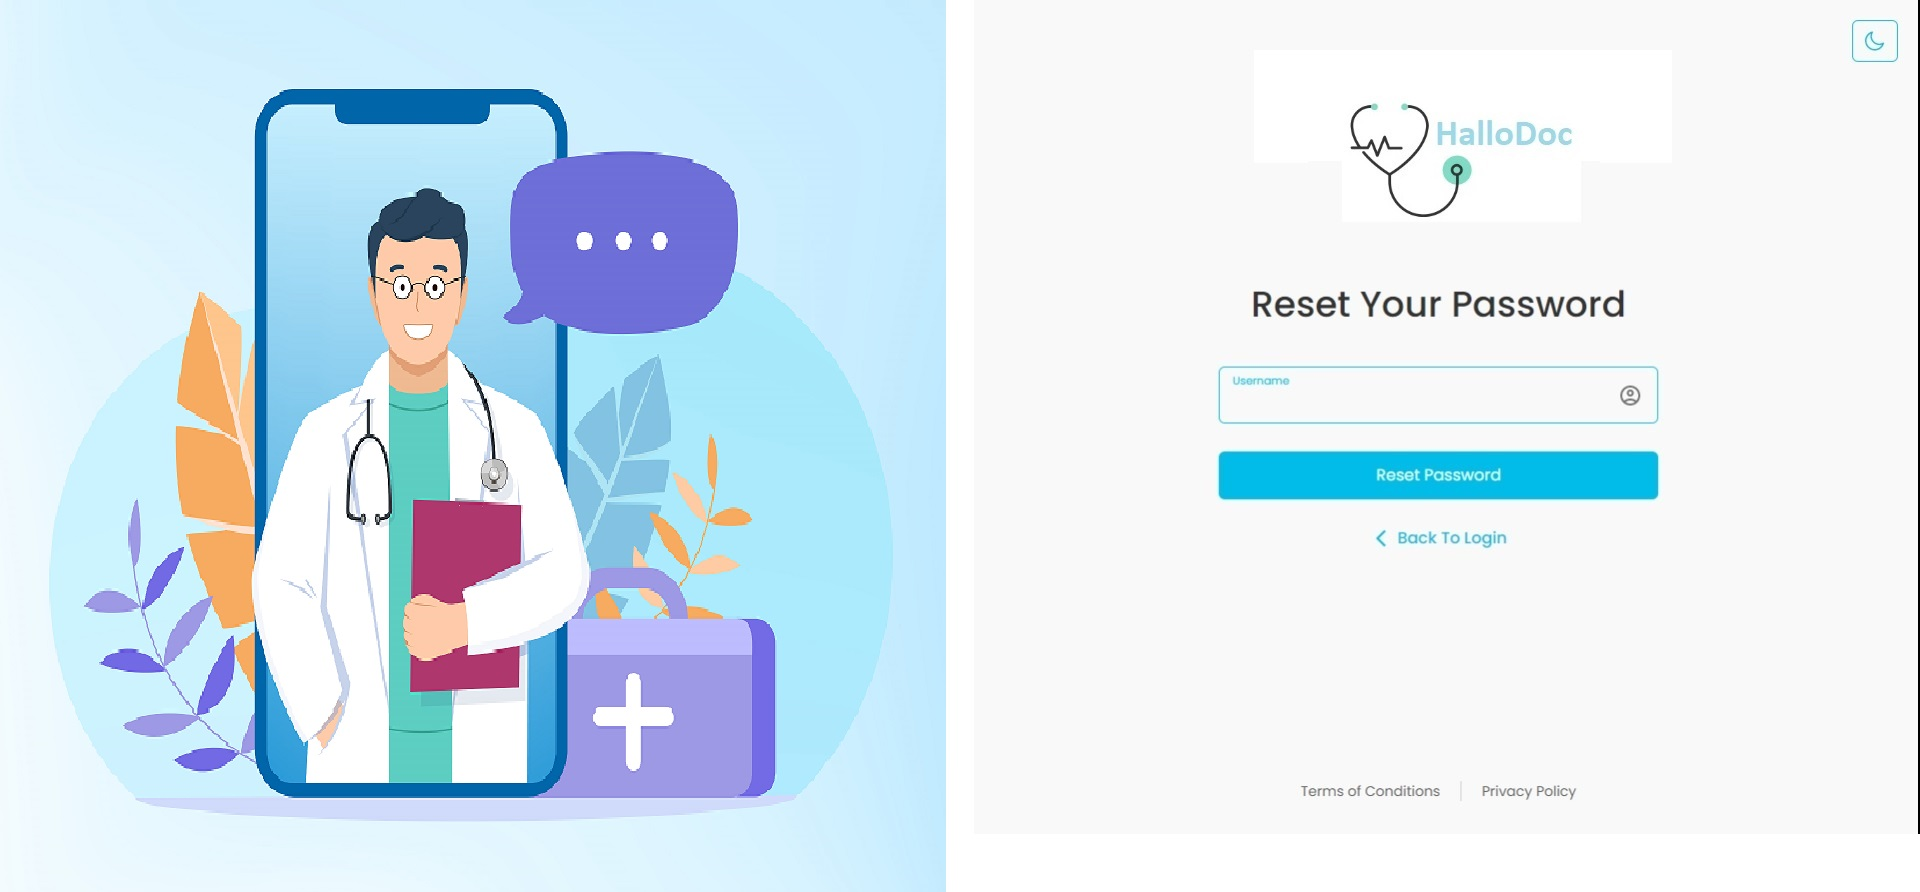 HalloDoc
Reset Your Password
Username
Reset Password
Back To Login
Terms of Conditions
Privacy Policy